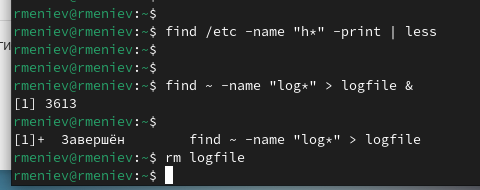 rmeniev@rmeniev:~$
rmeniev@rmeniev:~$ find /etc -name "h*" -print | less
rmeniev@rmeniev:~$
rmeniev@rmeniev:~$
rmeniev@rmeniev:~$ find ~ -name "log*" > logfile &
[1] 3613
rmeniev@rmeniev:~$
[1]+  Завершён        find ~ -name "log*" > logfile
rmeniev@rmeniev:~$ rm logfile
rmeniev@rmeniev:~$